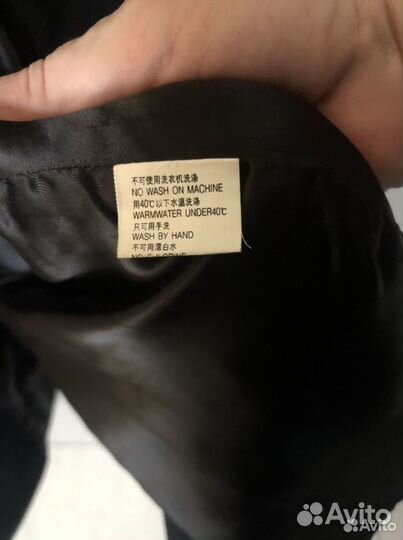 不可使用洗衣机洗涤
NO WASH ON MACHINE
用40℃以下水温洗涤
WARMWATER UNDER40℃
只可用手洗
WASH BY HAND
不可用漂白水
Avito